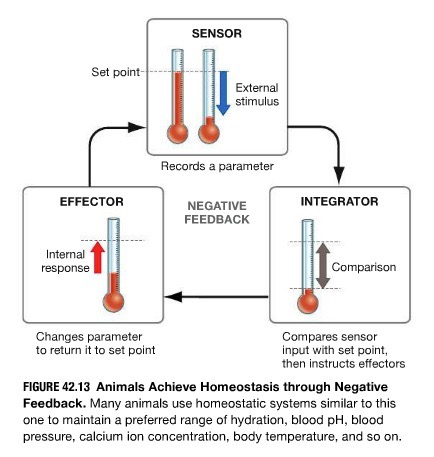 SENSOR
Set point
External
stimulus
Records a parameter
EFFECTOR
NEGATIVE
FEEDBACK
INTEGRATOR
Internal
response
Comparison
Changes parameter
to return it to set point
Compares sensor
input with set point,
then instructs effectors
FIGURE 42.13 Animals Achieve Homeostasis through Negative
Feedback. Many animals use homeostatic systems similar to this
one to maintain a preferred range of hydration, blood pH, blood
pressure, calcium ion concentration, body temperature, and so on.